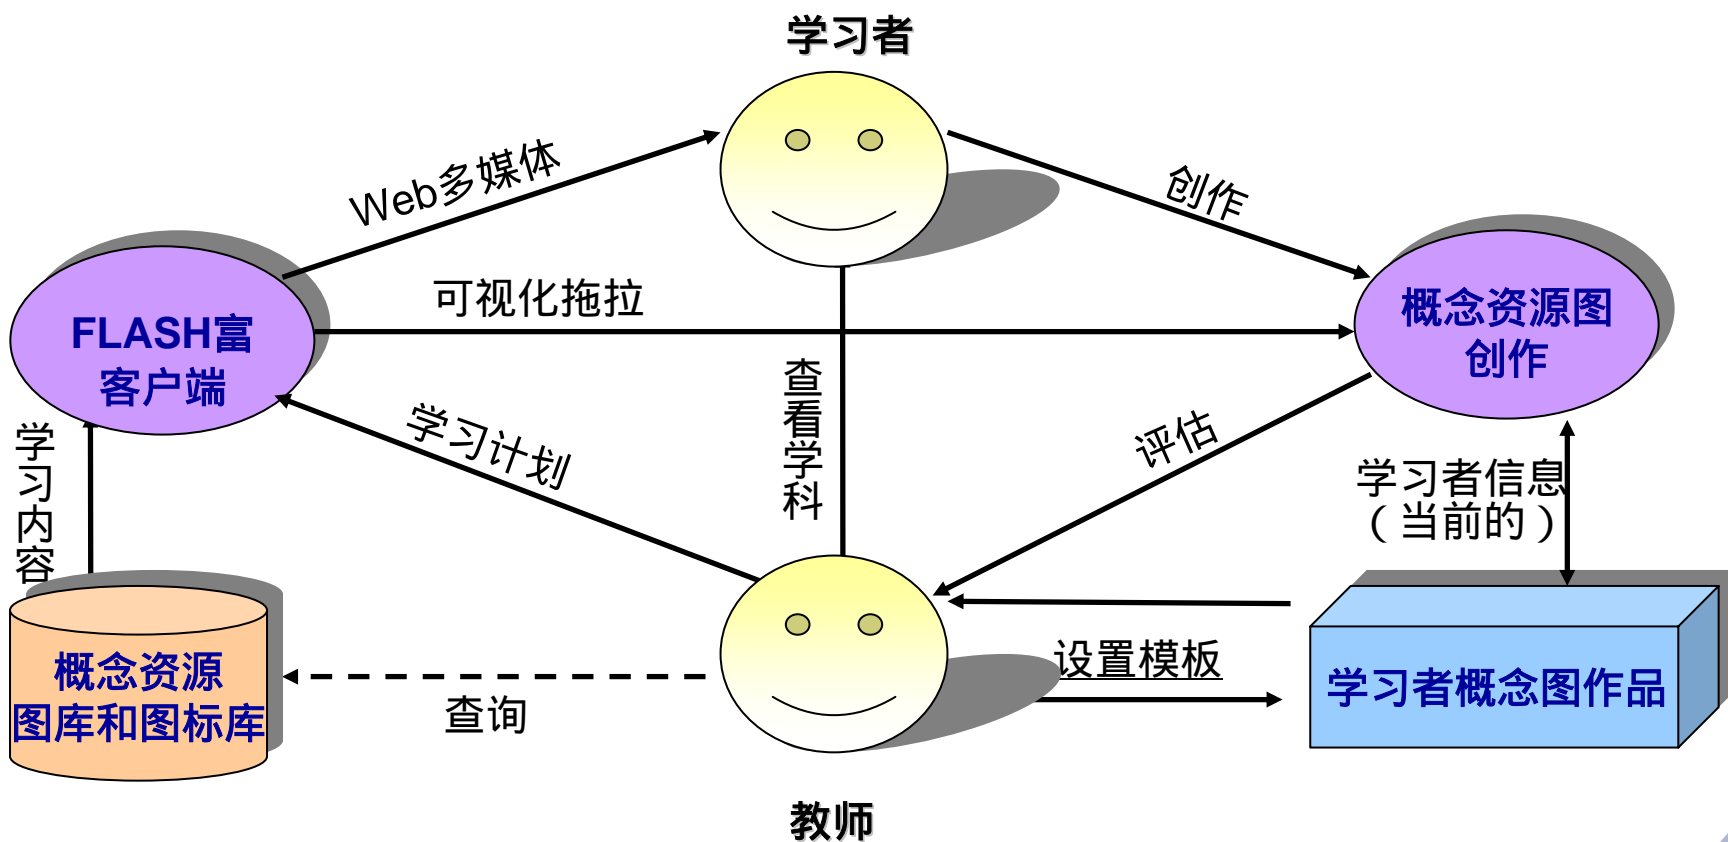 学习者
Web多媒体
创作
可视化拖拉
FLASH富
客户端
概念资源图
创作
查看学科
学习计划
评估
学习内容
学习者信息
（当前的）
概念资源
图库和图标库
查询
设置模板
学习者概念图作品
教师